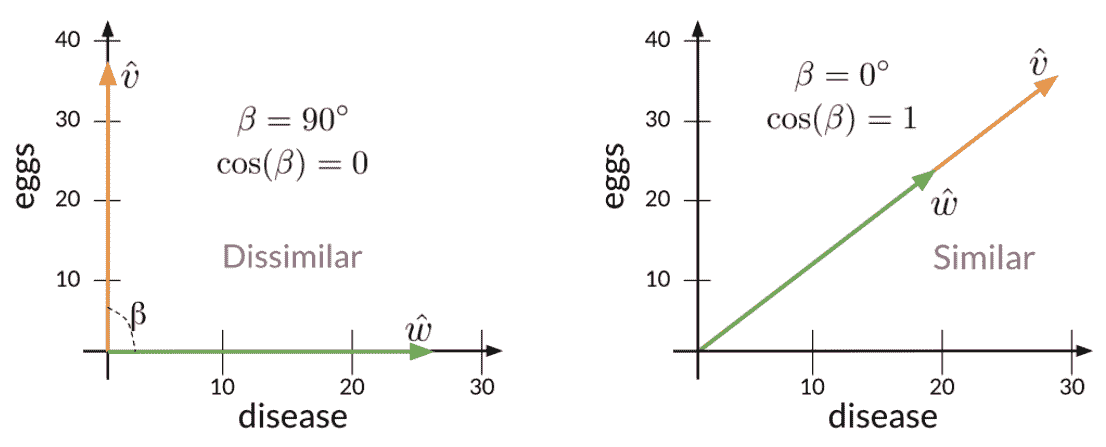 40
30
20
10
eggs
v̂
β = 90°
cos(β) = 0
Dissimilar
β
ŵ
10 20 30
disease
40
30
20
10
eggs
β = 0°
cos(β) = 1
v̂
ŵ
Similar
10 20 30
disease